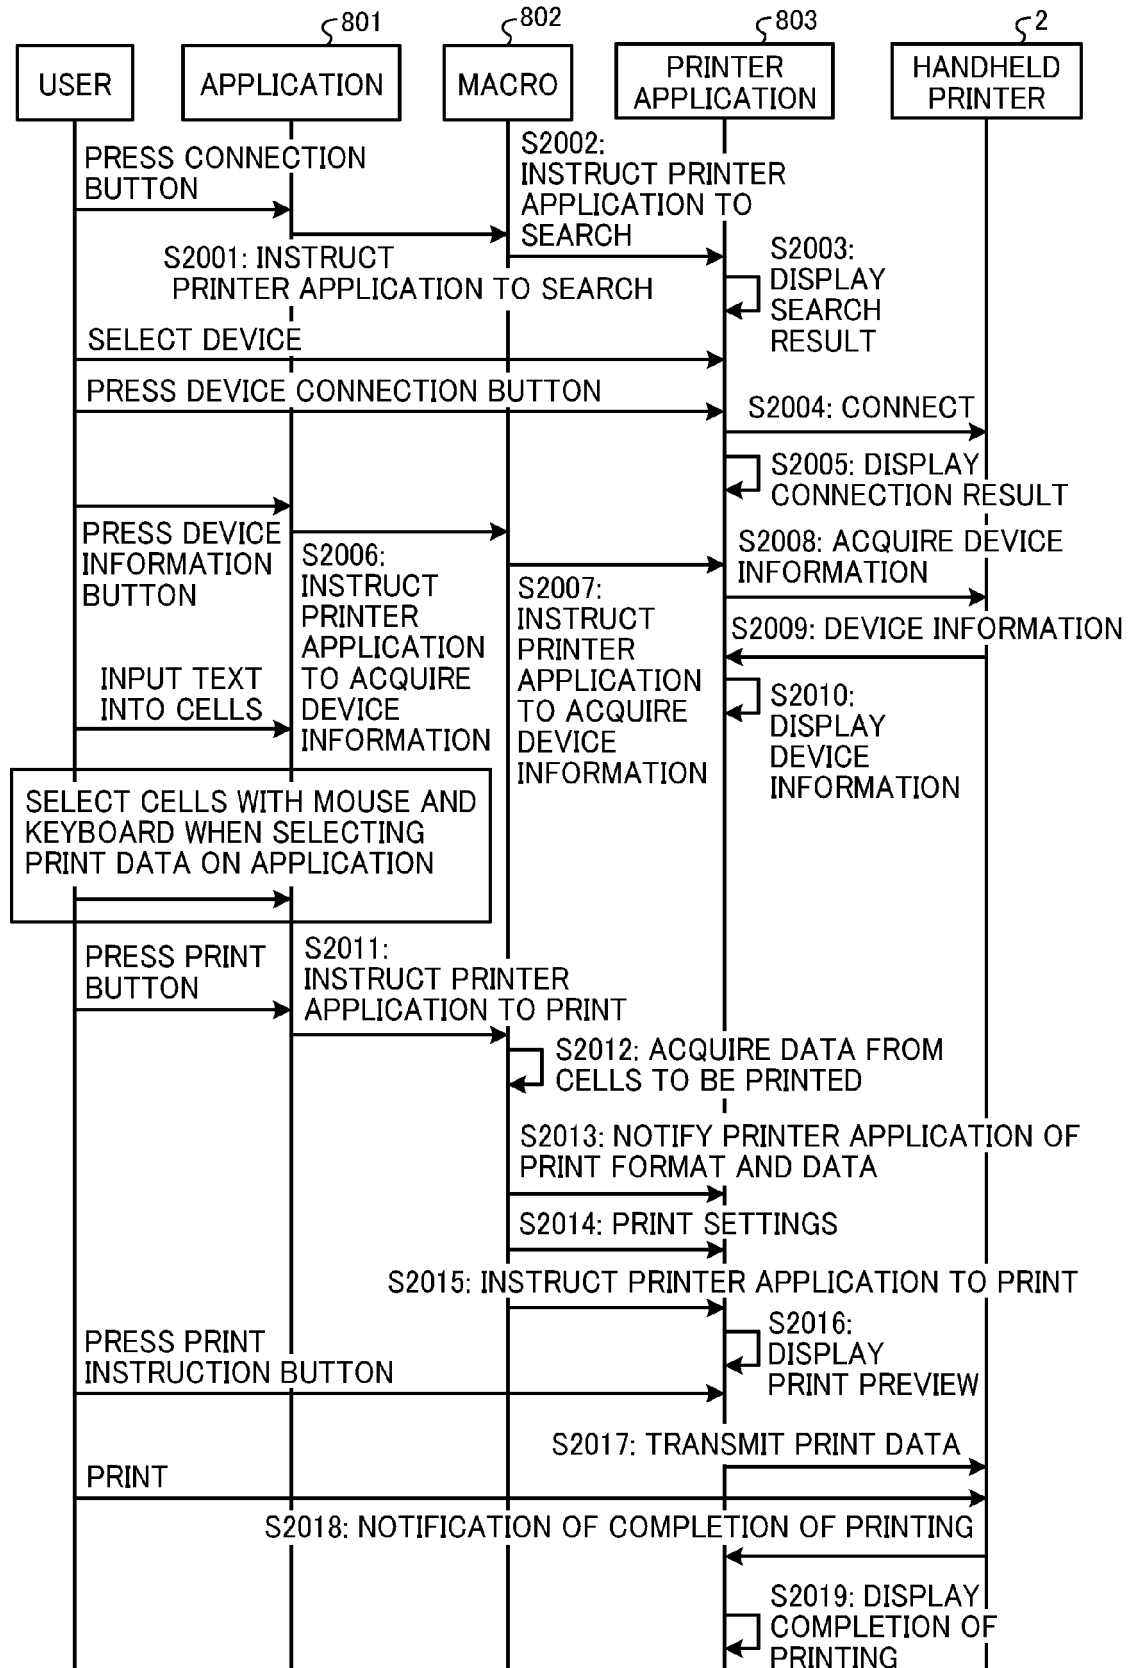 801
802
803
2
USER
APPLICATION
MACRO
PRINTER
APPLICATION
HANDHELD
PRINTER
PRESS CONNECTION
BUTTON
S2002:
INSTRUCT PRINTER
APPLICATION TO
SEARCH
S2001: INSTRUCT
PRINTER APPLICATION TO SEARCH
S2003:
DISPLAY
SEARCH
RESULT
SELECT DEVICE
PRESS DEVICE CONNECTION BUTTON
S2004: CONNECT
S2005: DISPLAY
CONNECTION RESULT
PRESS DEVICE
INFORMATION
BUTTON
S2006:
INSTRUCT
PRINTER
APPLICATION
TO ACQUIRE
DEVICE
INFORMATION
S2007:
INSTRUCT
PRINTER
APPLICATION
TO ACQUIRE
DEVICE
INFORMATION
S2008: ACQUIRE DEVICE
INFORMATION
S2009: DEVICE INFORMATION
S2010:
DISPLAY
DEVICE
INFORMATION
INPUT TEXT
INTO CELLS
SELECT CELLS WITH MOUSE AND
KEYBOARD WHEN SELECTING
PRINT DATA ON APPLICATION
PRESS PRINT
BUTTON
S2011:
INSTRUCT PRINTER
APPLICATION TO PRINT
S2012: ACQUIRE DATA FROM
CELLS TO BE PRINTED
S2013: NOTIFY PRINTER APPLICATION OF
PRINT FORMAT AND DATA
S2014: PRINT SETTINGS
S2015: INSTRUCT PRINTER APPLICATION TO PRINT
S2016:
DISPLAY
PRINT PREVIEW
PRESS PRINT
INSTRUCTION BUTTON
S2017: TRANSMIT PRINT DATA
PRINT
S2018: NOTIFICATION OF COMPLETION OF PRINTING
S2019: DISPLAY
COMPLETION OF
PRINTING